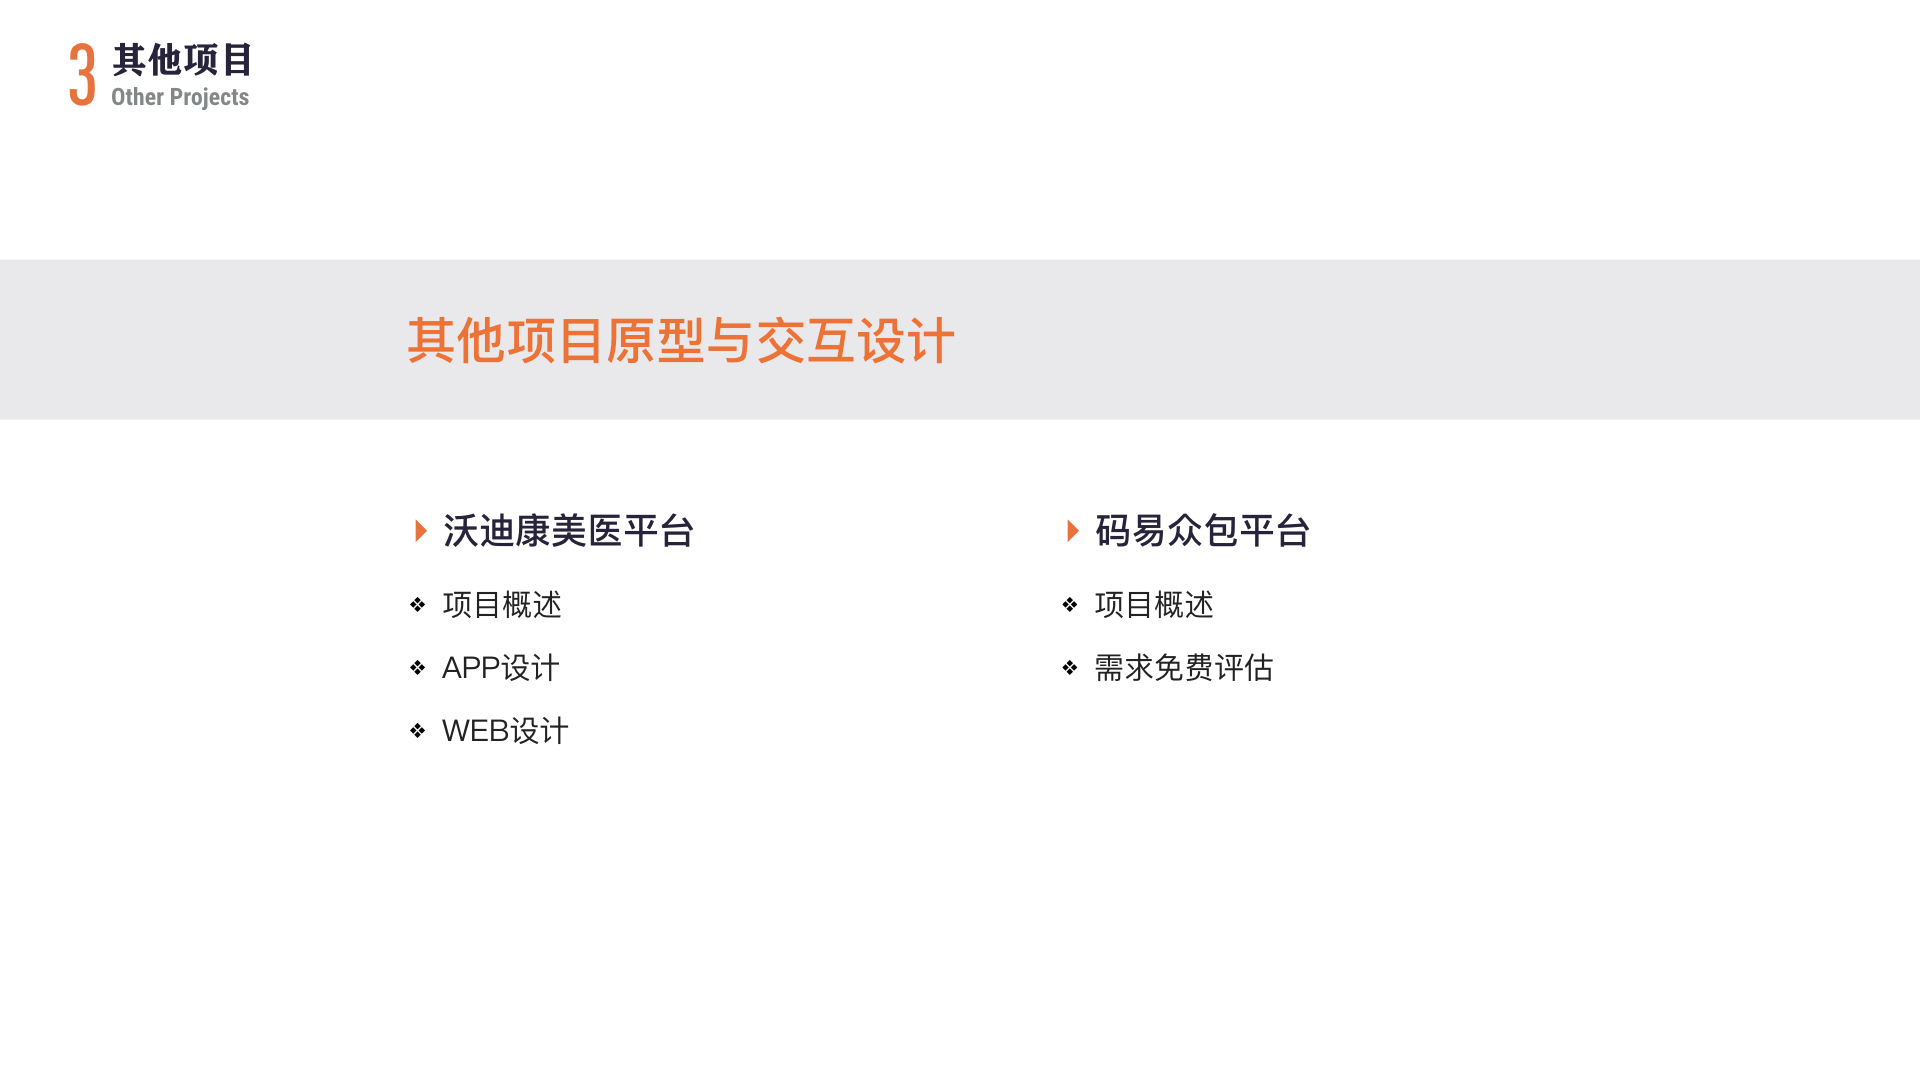 3 其他项目
Other Projects
其他项目原型与交互设计
沃迪康美医平台
❖ 项目概述
❖ APP设计
❖ WEB设计
码易众包平台
❖ 项目概述
❖ 需求免费评估